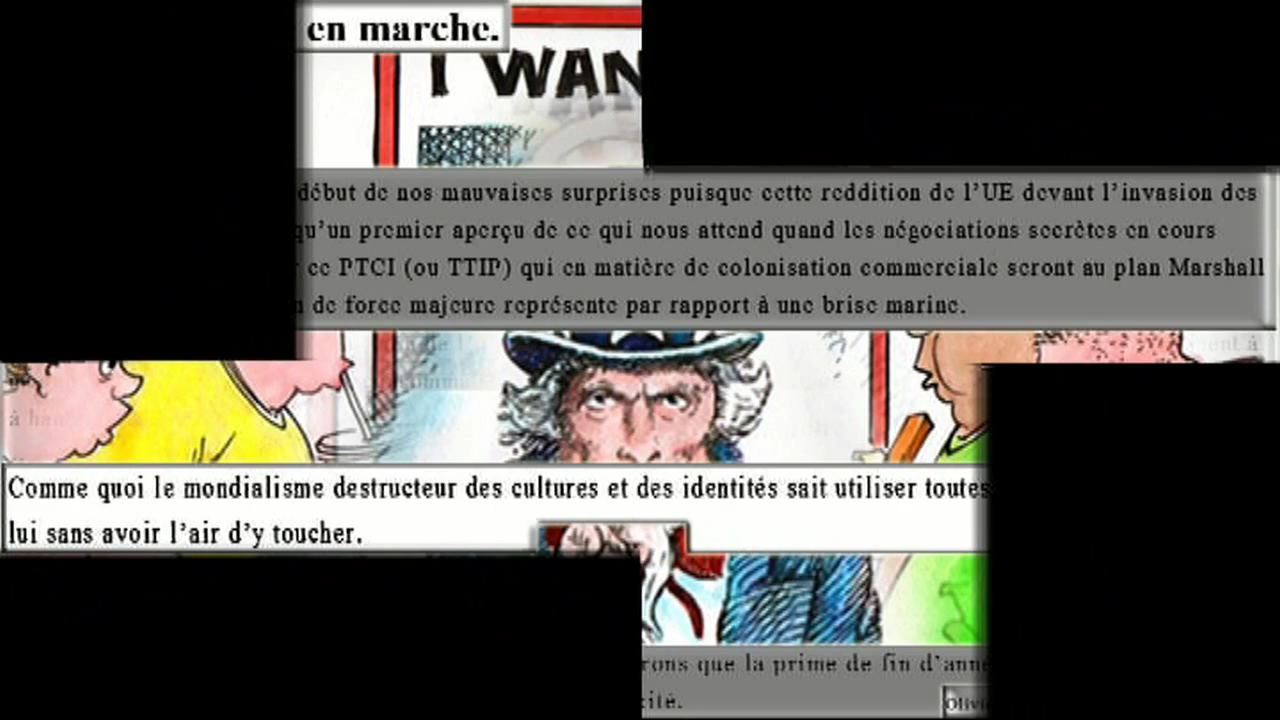 en marche.
I WAN
début de nos mauvaises surprises puisque cette reddition de l'UE devant l'invasion des
qu'un premier aperçu de ce qui nous attend quand les négociations secrètes en cours
ce PTCI (ou TTIP) qui en matière de colonisation commerciale seront au plan Marshall
de force majeure représente par rapport à une brise marine.
à
Comme quoi le mondialisme destructeur des cultures et des identités sait utiliser toutes
lui sans avoir l'air d'y toucher.
rons que la prime de fin d'anné
cité.
Olivi